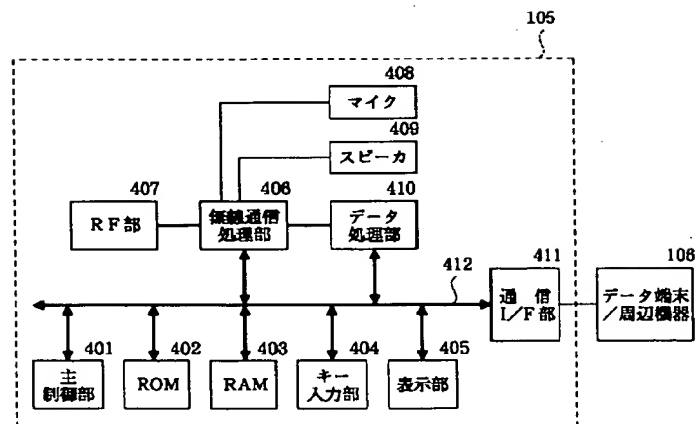 105
408
マイク
409
スピーカ
407
406
410
RF部
無線通信
処理部
データ
処理部
412
411
106
通信
I/F部
データ端末
/周辺機器
401
402
403
404
405
主
制御部
ROM
RAM
キー
入力部
表示部